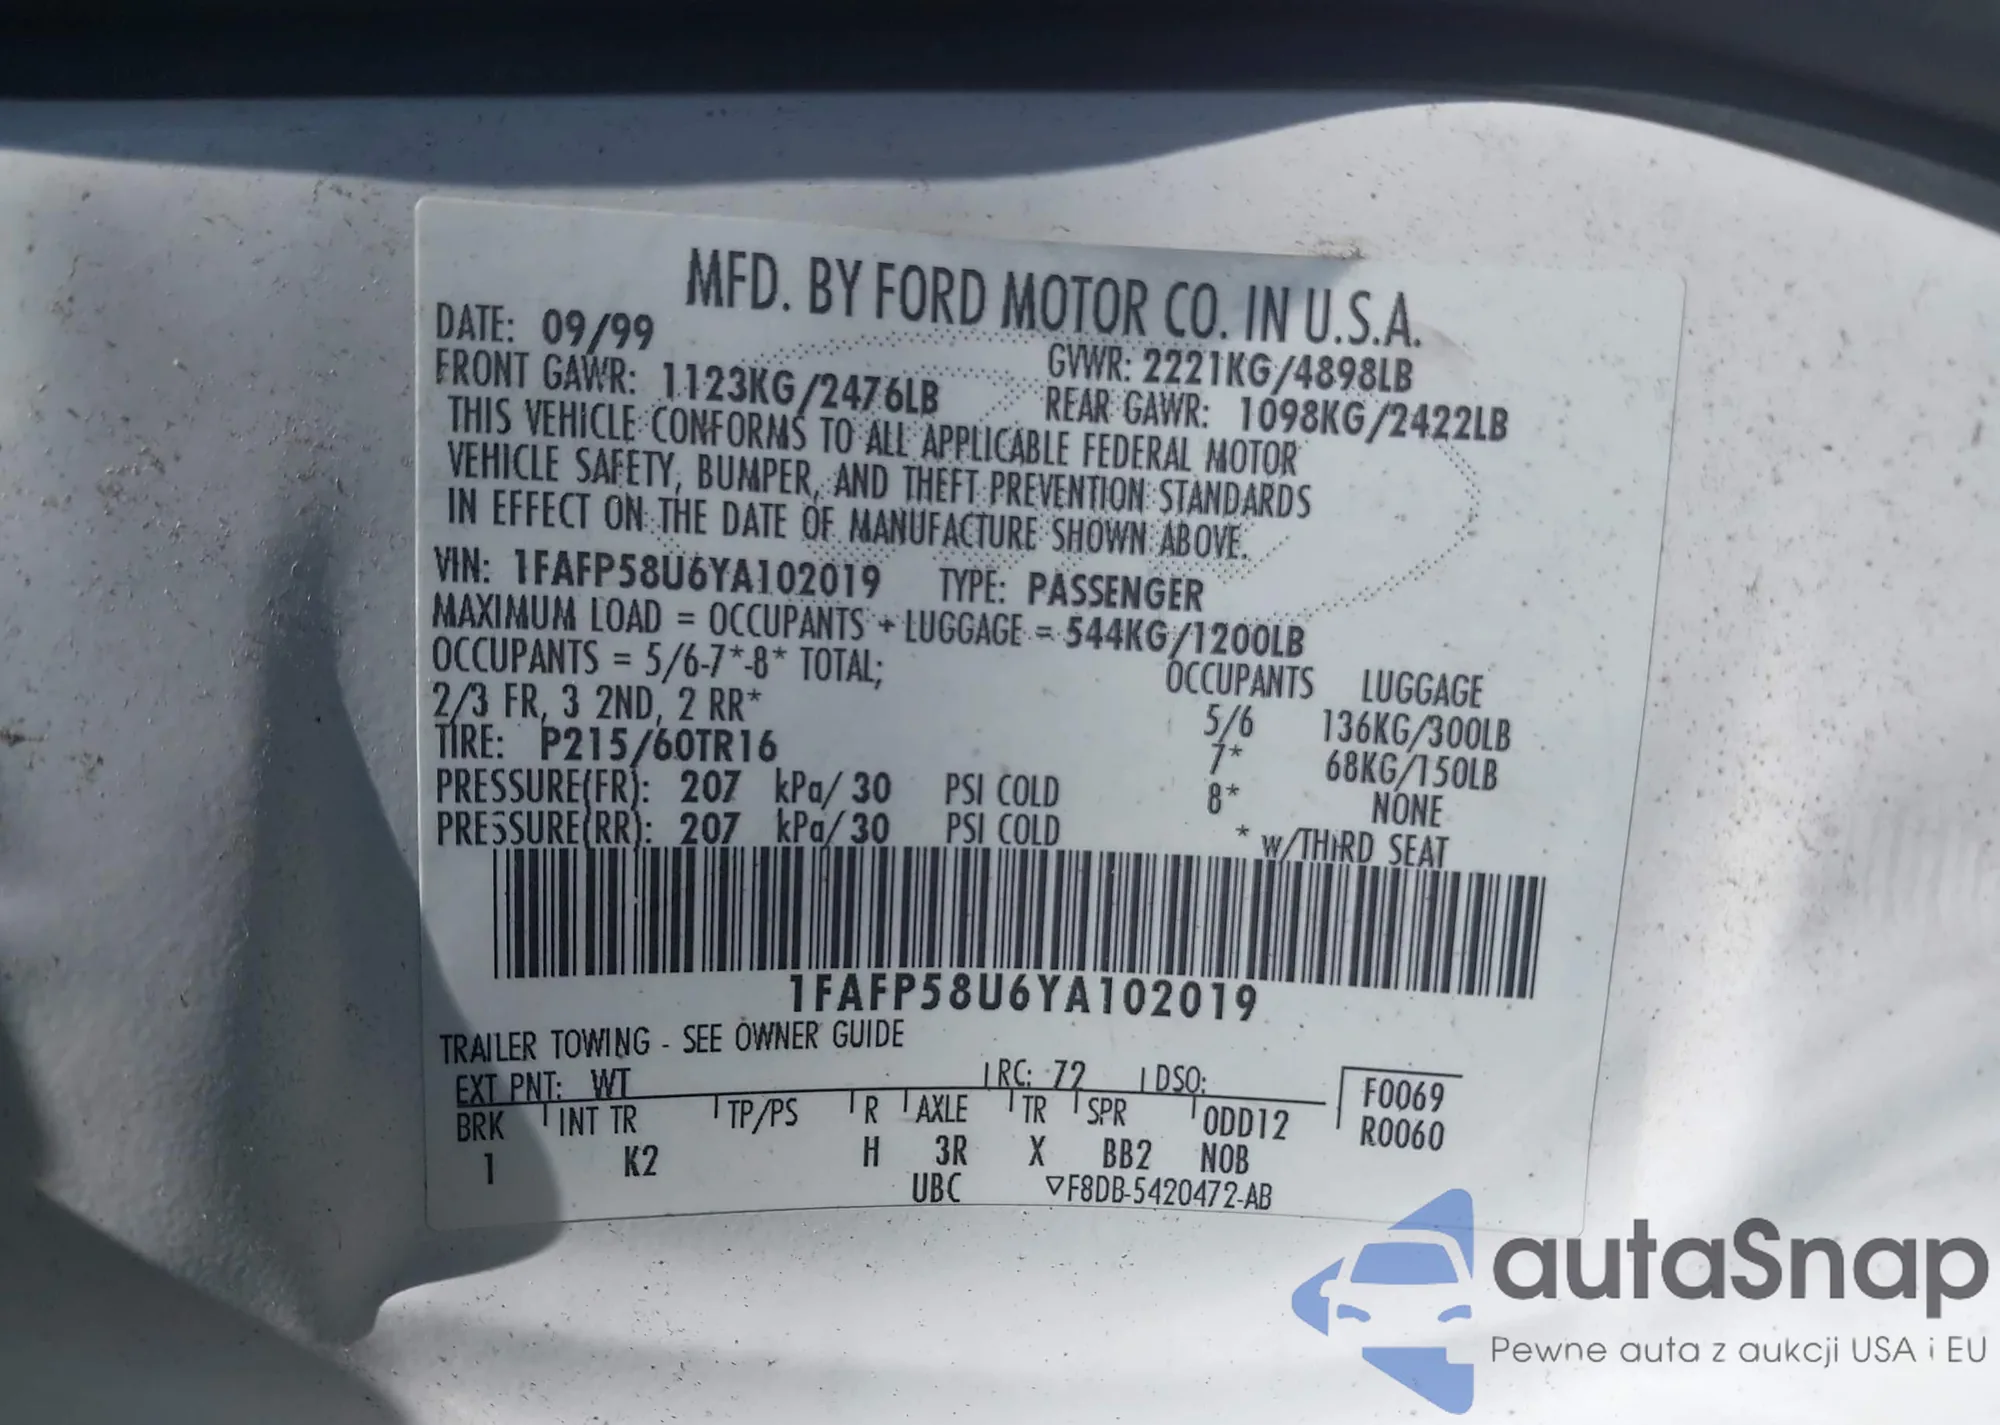 MFD. BY FORD MOTOR CO. IN U.S.A.
DATE: 09/99 GVWR: 2221KG/4898LB
FRONT GAWR: 1123KG/2476LB REAR GAWR: 1098KG/2422LB
THIS VEHICLE CONFORMS TO ALL APPLICABLE FEDERAL MOTOR
VEHICLE SAFETY, BUMPER, AND THEFT PREVENTION STANDARDS
IN EFFECT ON THE DATE OF MANUFACTURE SHOWN ABOVE.
VIN: 1FAFP58U6YA102019 TYPE: PASSENGER
MAXIMUM LOAD = OCCUPANTS + LUGGAGE = 544KG/1200LB
OCCUPANTS = 5/6-7*-8* TOTAL; OCCUPANTS LUGGAGE
2/3 FR, 3 2ND, 2 RR* 5/6 136KG/300LB
TIRE: P215/60TR16 7* 68KG/150LB
PRESSURE(FR): 207 kPa/ 30 PSI COLD 8* NONE
PRESSURE(RR): 207 kPa/ 30 PSI COLD * w/THIRD SEAT
1FAFP58U6YA102019
TRAILER TOWING - SEE OWNER GUIDE
EXT PNT: WT RC: 72 DSO: F0069
BRK INT TR TP/PS R AXLE TR SPR ODD12 R0060
1 K2 H 3R X BB2 NOB
UBC ▽F8DB-5420472-AB
autaSnap
Pewne auta z aukcji USA i EU